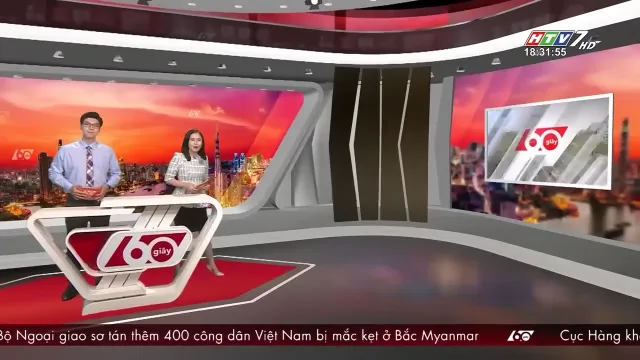 HTV7 HD
18:31:55
60 giây
60 giây
Bộ Ngoại giao sơ tán thêm 400 công dân Việt Nam bị mắc kẹt ở Bắc Myanmar 60 Cục Hàng kh